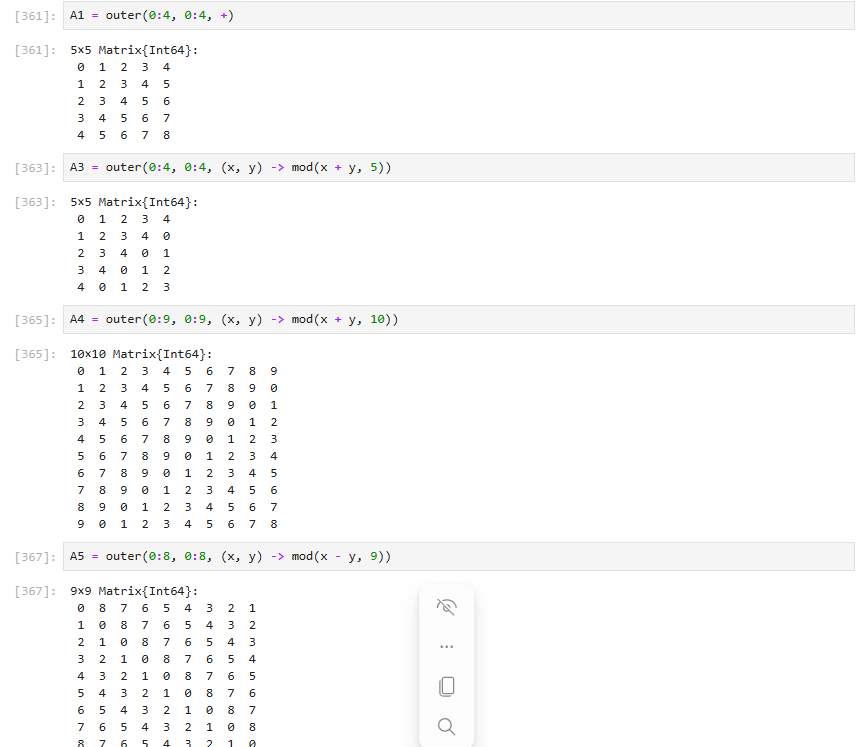 [361]: A1 = outer(0:4, 0:4, +)
[361]: 5×5 Matrix{Int64}:
0 1 2 3 4
1 2 3 4 5
2 3 4 5 6
3 4 5 6 7
4 5 6 7 8
[363]: A3 = outer(0:4, 0:4, (x, y) -> mod(x + y, 5))
[363]: 5×5 Matrix{Int64}:
0 1 2 3 4
1 2 3 4 0
2 3 4 0 1
3 4 0 1 2
4 0 1 2 3
[365]: A4 = outer(0:9, 0:9, (x, y) -> mod(x + y, 10))
[365]: 10×10 Matrix{Int64}:
0 1 2 3 4 5 6 7 8 9
1 2 3 4 5 6 7 8 9 0
2 3 4 5 6 7 8 9 0 1
3 4 5 6 7 8 9 0 1 2
4 5 6 7 8 9 0 1 2 3
5 6 7 8 9 0 1 2 3 4
6 7 8 9 0 1 2 3 4 5
7 8 9 0 1 2 3 4 5 6
8 9 0 1 2 3 4 5 6 7
9 0 1 2 3 4 5 6 7 8
[367]: A5 = outer(0:8, 0:8, (x, y) -> mod(x - y, 9))
[367]: 9×9 Matrix{Int64}:
0 8 7 6 5 4 3 2 1
1 0 8 7 6 5 4 3 2
2 1 0 8 7 6 5 4 3
3 2 1 0 8 7 6 5 4
4 3 2 1 0 8 7 6 5
5 4 3 2 1 0 8 7 6
6 5 4 3 2 1 0 8 7
7 6 5 4 3 2 1 0 8
8 7 6 5 4 3 2 1 0